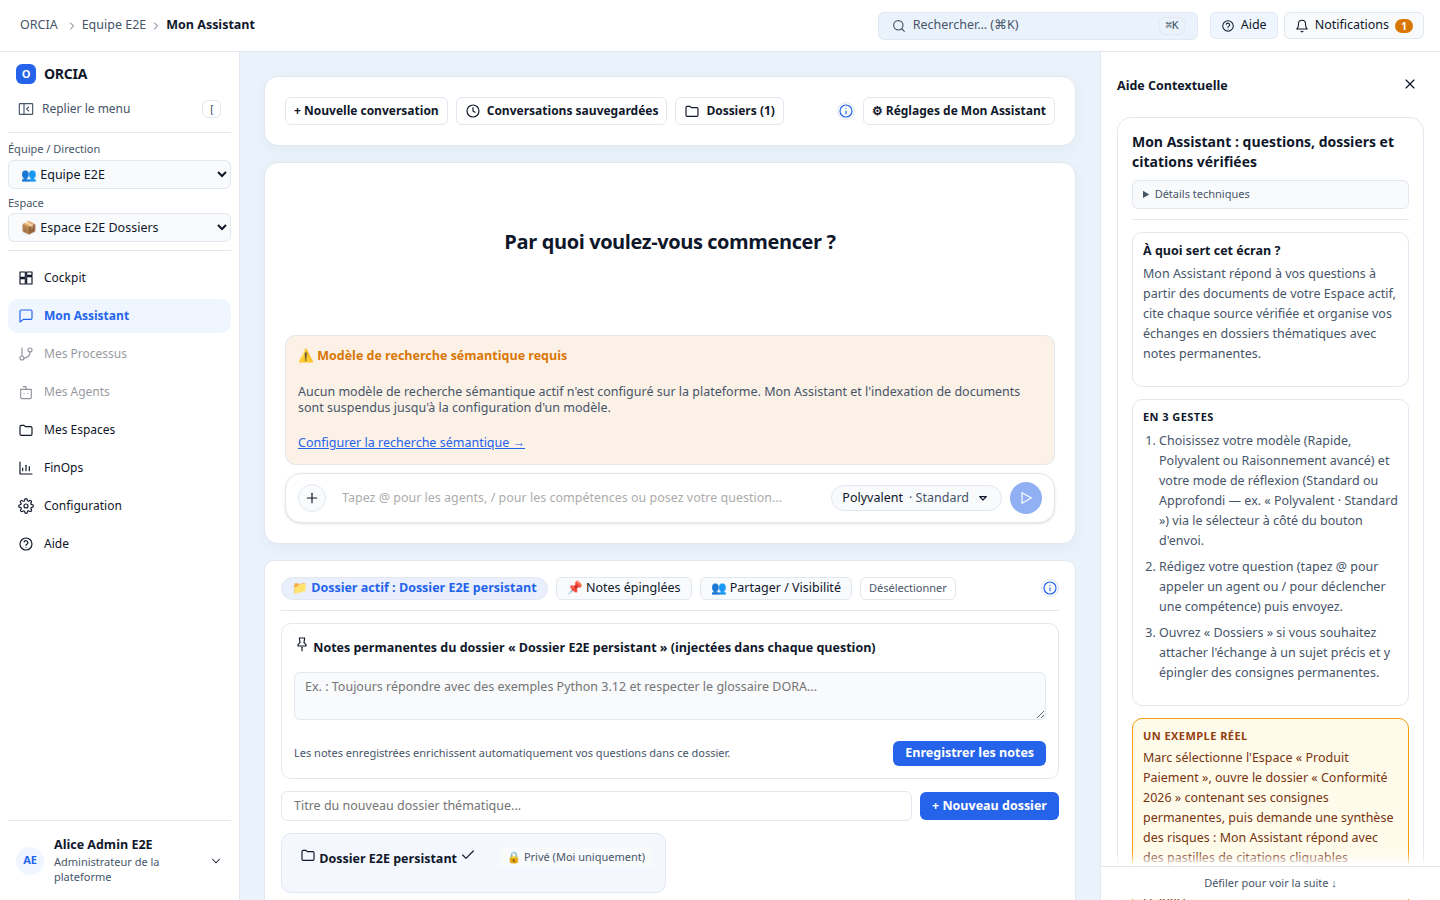 ORCIA > Equipe E2E > Mon Assistant
Rechercher... (⌘K)
⌘K
Aide
Notifications 1
O ORCIA
Replier le menu [
Équipe / Direction
👥 Equipe E2E
Espace
📦 Espace E2E Dossiers
Cockpit
Mon Assistant
Mes Processus
Mes Agents
Mes Espaces
FinOps
Configuration
Aide
AE
Alice Admin E2E
Administrateur de la
plateforme
+ Nouvelle conversation
Conversations sauvegardées
Dossiers (1)
⚙ Réglages de Mon Assistant
Par quoi voulez-vous commencer ?
⚠️ Modèle de recherche sémantique requis
Aucun modèle de recherche sémantique actif n'est configuré sur la plateforme. Mon Assistant et l'indexation de documents
sont suspendus jusqu'à la configuration d'un modèle.
Configurer la recherche sémantique →
Tapez @ pour les agents, / pour les compétences ou posez votre question...
Polyvalent · Standard
📁 Dossier actif : Dossier E2E persistant
📌 Notes épinglées
👥 Partager / Visibilité
Désélectionner
Notes permanentes du dossier « Dossier E2E persistant » (injectées dans chaque question)
Ex. : Toujours répondre avec des exemples Python 3.12 et respecter le glossaire DORA...
Les notes enregistrées enrichissent automatiquement vos questions dans ce dossier.
Enregistrer les notes
Titre du nouveau dossier thématique...
+ Nouveau dossier
Dossier E2E persistant ✓
🔒 Privé (Moi uniquement)
Aide Contextuelle
Mon Assistant : questions, dossiers et
citations vérifiées
▶ Détails techniques
À quoi sert cet écran ?
Mon Assistant répond à vos questions à
partir des documents de votre Espace actif,
cite chaque source vérifiée et organise vos
échanges en dossiers thématiques avec
notes permanentes.
EN 3 GESTES
1. Choisissez votre modèle (Rapide,
Polyvalent ou Raisonnement avancé) et
votre mode de réflexion (Standard ou
Approfondi — ex. « Polyvalent · Standard
») via le sélecteur à côté du bouton
d'envoi.
2. Rédigez votre question (tapez @ pour
appeler un agent ou / pour déclencher
une compétence) puis envoyez.
3. Ouvrez « Dossiers » si vous souhaitez
attacher l'échange à un sujet précis et y
épingler des consignes permanentes.
UN EXEMPLE RÉEL
Marc sélectionne l'Espace « Produit
Paiement », ouvre le dossier « Conformité
2026 » contenant ses consignes
permanentes, puis demande une synthèse
des risques : Mon Assistant répond avec
des pastilles de citations cliquables
Défiler pour voir la suite ↓